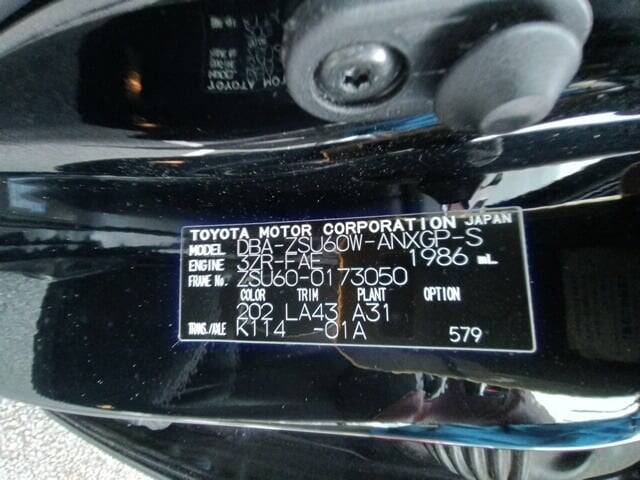 TOYOTA MOTOR CORPORATION JAPAN
MODEL DBA-ZSU60W-ANXGP-S
ENGINE 3ZR-FAE 1986 mL
FRAME No. ZSU60-0173050
COLOR TRIM PLANT OPTION
202 LA43 A31
TRANS./AXLE K114 -01A 579